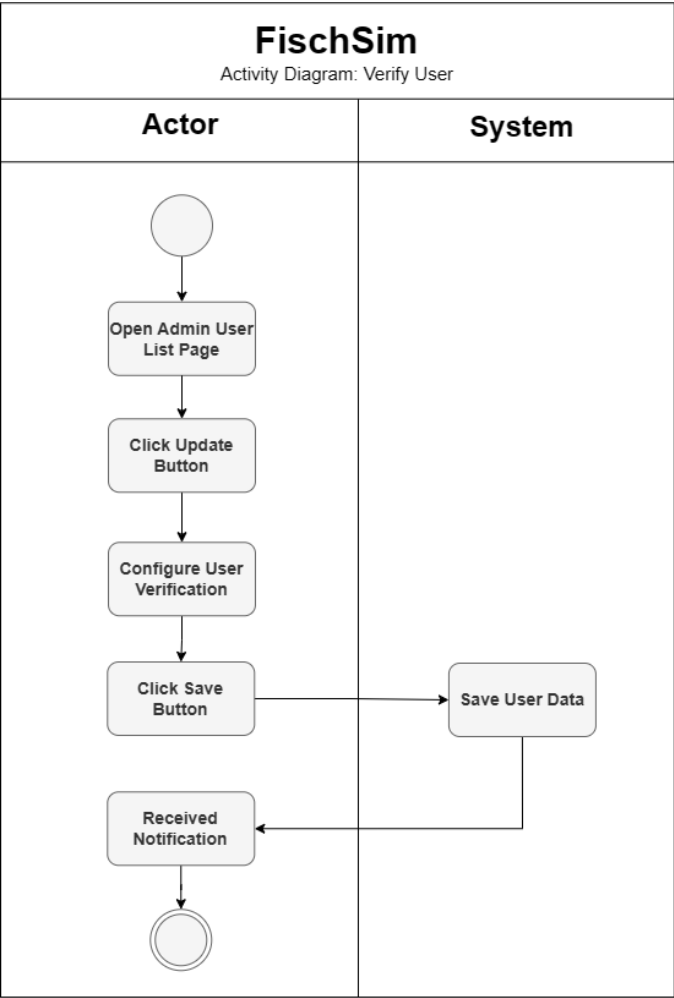 FischSim
Activity Diagram: Verify User
Actor
System
Open Admin User
List Page
Click Update
Button
Configure User
Verification
Click Save
Button
Save User Data
Received
Notification